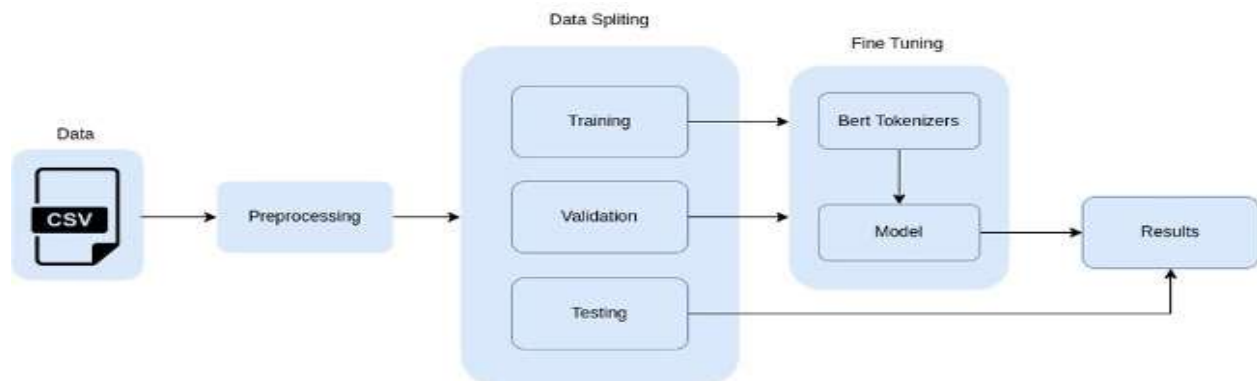 Data Spliting
Fine Tuning
Training
Bert Tokenizers
Data
CSV
Preprocessing
Validation
Model
Results
Testing